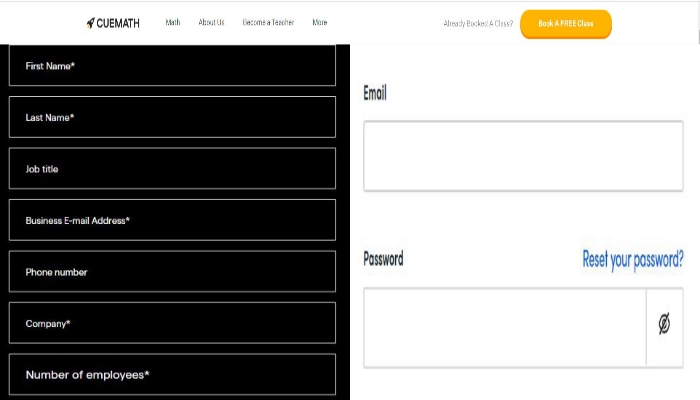 CUEMATH Math About Us Become a Teacher More Already Booked A Class? Book A FREE Class
First Name*
Last Name*
Job title
Business E-mail Address*
Phone number
Company*
Number of employees*
Email
Password Reset your password?